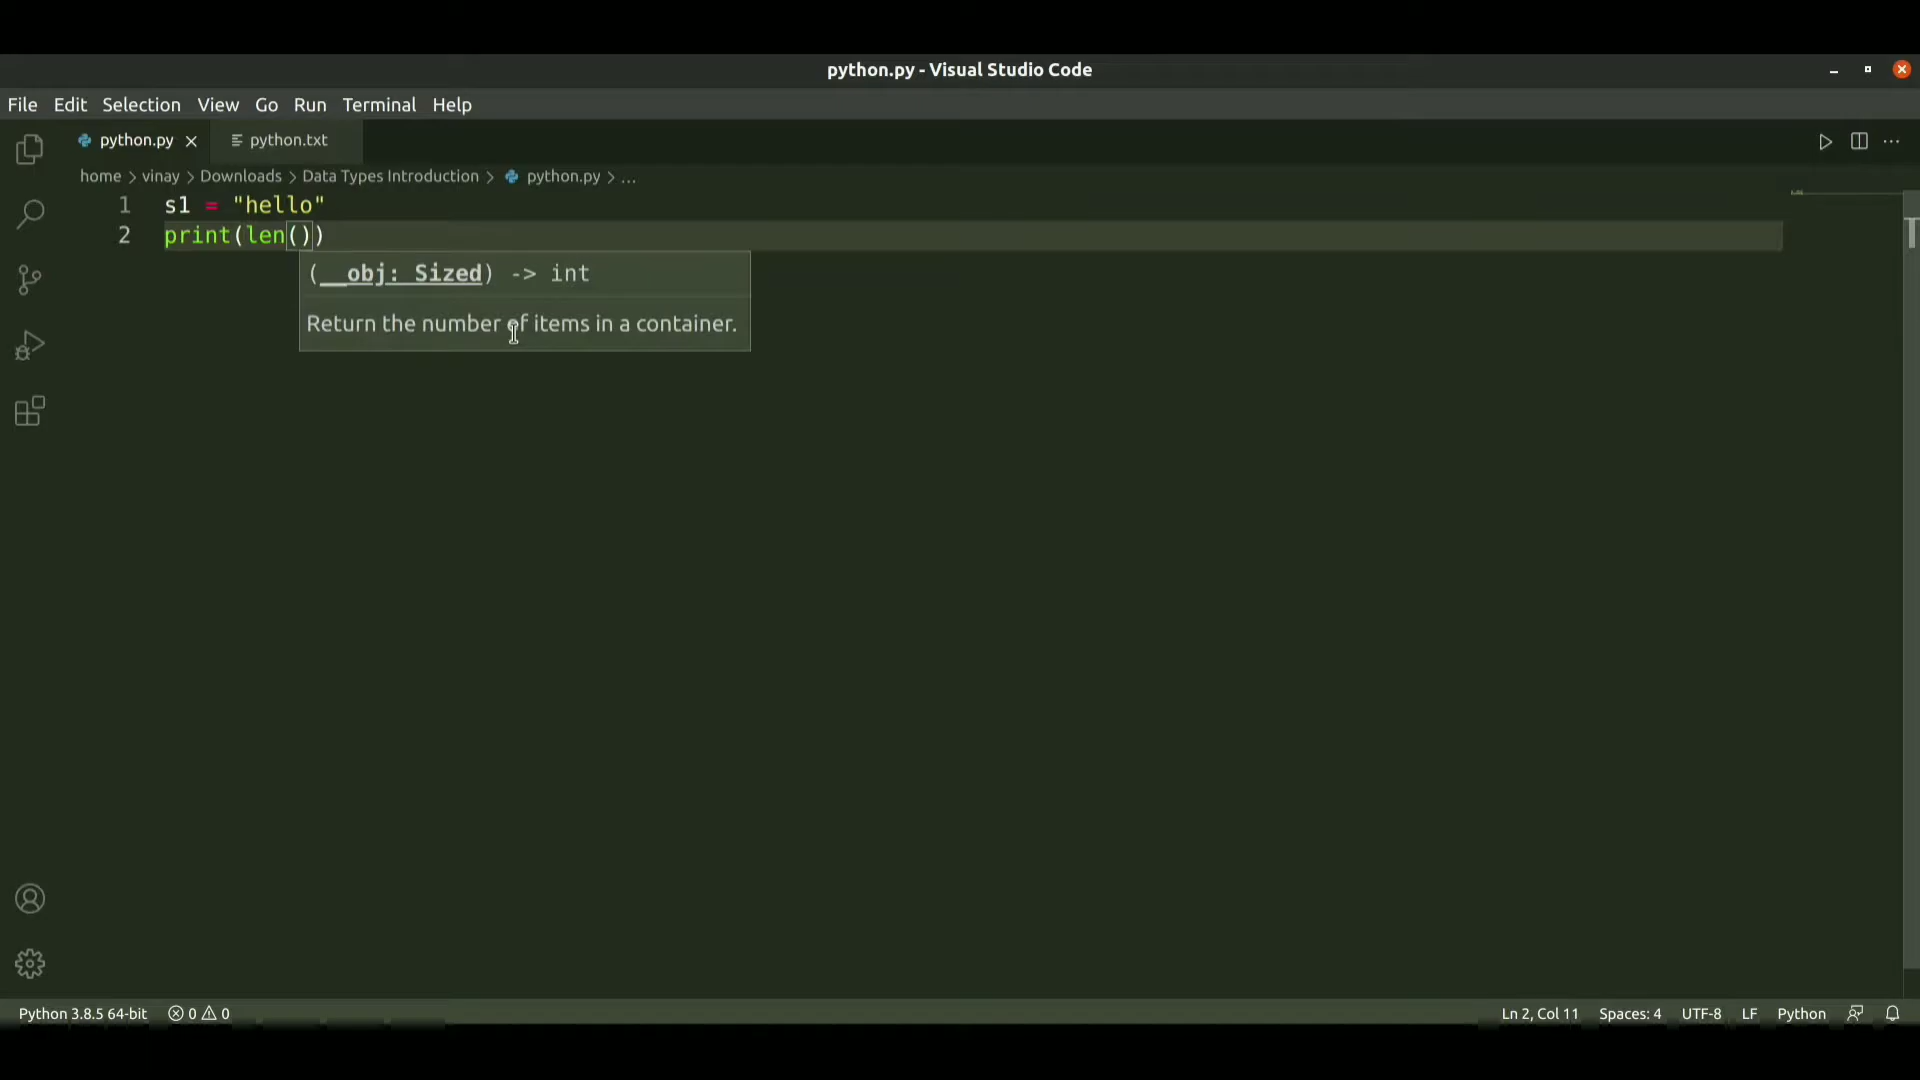 python.py - Visual Studio Code
File Edit Selection View Go Run Terminal Help
python.py python.txt
home > vinay > Downloads > Data Types Introduction > python.py > ...
1 s1 = "hello"
2 print(len())
(__obj: Sized) -> int
Return the number of items in a container.
Python 3.8.5 64-bit 0 0 Ln 2, Col 11 Spaces: 4 UTF-8 LF Python